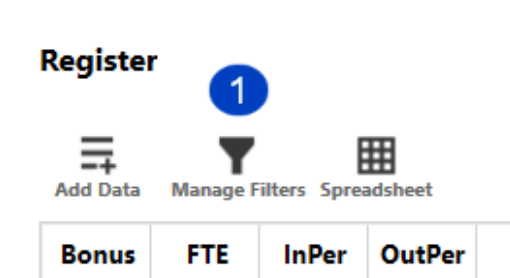 Register
1
Add Data Manage Filters Spreadsheet
Bonus FTE InPer OutPer